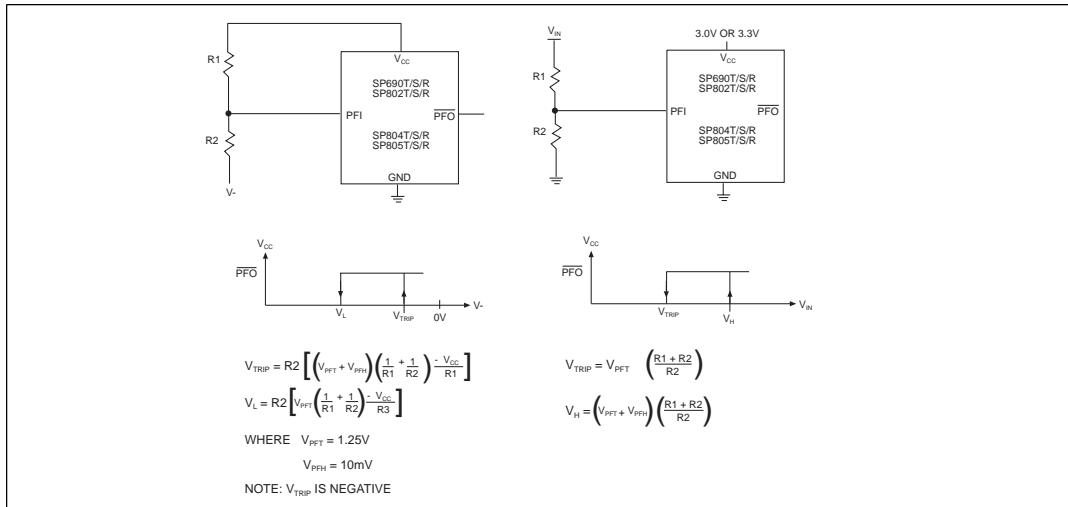 R1
R2
V-
VCC
SP690T/S/R
SP802T/S/R
PFI
PFO
SP804T/S/R
SP805T/S/R
GND
VIN
R1
R2
3.0V OR 3.3V
VCC
SP690T/S/R
SP802T/S/R
PFI
PFO
SP804T/S/R
SP805T/S/R
GND
VCC
PFO
VL
VTRIP
0V
V-
VCC
PFO
VTRIP
VH
VIN
VTRIP = R2 [(VPFT + VPFH)(1/R1 + 1/R2) - VCC/R1]
VL = R2 [VPFT(1/R1 + 1/R2) - VCC/R3]
WHERE VPFT = 1.25V
VPFH = 10mV
NOTE: VTRIP IS NEGATIVE
VTRIP = VPFT (R1 + R2/R2)
VH = (VPFT + VPFH)(R1 + R2/R2)